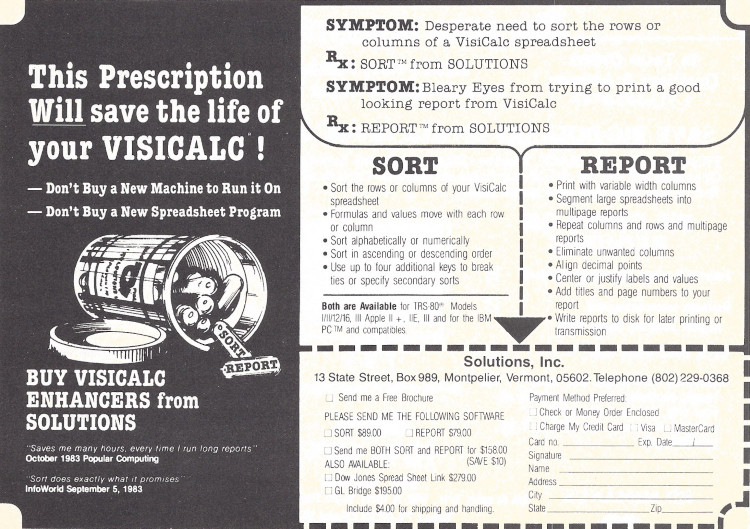 This Prescription
Will save the life of
your VISICALC !
— Don't Buy a New Machine to Run it On
— Don't Buy a New Spreadsheet Program
SORT
REPORT
BUY VISICALC
ENHANCERS from
SOLUTIONS
"Saves me many hours, every time I run long reports"
October 1983 Popular Computing
"Sort does exactly what it promises"
InfoWorld September 5, 1983
SYMPTOM: Desperate need to sort the rows or
columns of a VisiCalc spreadsheet
Rx: SORT™ from SOLUTIONS
SYMPTOM: Bleary Eyes from trying to print a good
looking report from VisiCalc
Rx: REPORT™ from SOLUTIONS
SORT
• Sort the rows or columns of your VisiCalc
spreadsheet
• Formulas and values move with each row
or column
• Sort alphabetically or numerically
• Sort in ascending or descending order
• Use up to four additional keys to break
ties or specify secondary sorts
Both are Available for TRS-80® Models
I/II/12/16, III Apple II +, IIE, III and for the IBM
PC™ and compatibles
REPORT
• Print with variable width columns
• Segment large spreadsheets into
multipage reports
• Repeat columns and rows and multipage
reports
• Eliminate unwanted columns
• Align decimal points
• Center or justify labels and values
• Add titles and page numbers to your
report
• Write reports to disk for later printing or
transmission
Solutions, Inc.
13 State Street, Box 989, Montpelier, Vermont, 05602. Telephone (802) 229-0368
☐ Send me a Free Brochure
PLEASE SEND ME THE FOLLOWING SOFTWARE
☐ SORT $89.00 ☐ REPORT $79.00
☐ Send me BOTH SORT and REPORT for $158.00
(SAVE $10)
ALSO AVAILABLE:
☐ Dow Jones Spread Sheet Link $279.00
☐ GL Bridge $195.00
Include $4.00 for shipping and handling.
Payment Method Preferred:
☐ Check or Money Order Enclosed
☐ Charge My Credit Card ☐ Visa ☐ MasterCard
Card no. Exp. Date /
Signature
Name
Address
City
State Zip